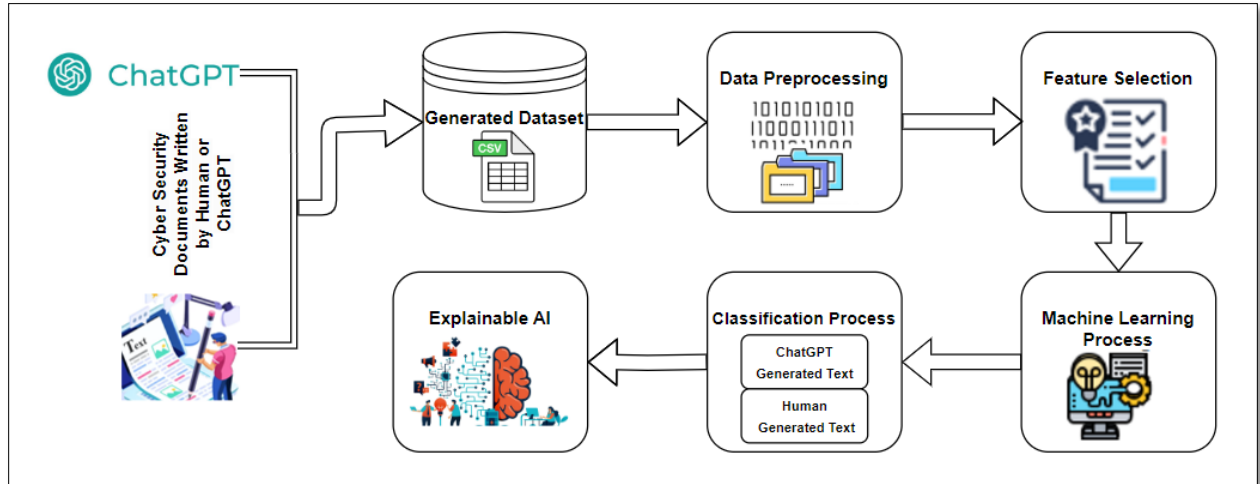 ChatGPT
Cyber Security
Documents Written
by Human or
ChatGPT
Text
Generated Dataset
CSV
Data Preprocessing
1010101010
11000111011
Feature Selection
Machine Learning
Process
Classification Process
ChatGPT
Generated Text
Human
Generated Text
Explainable AI